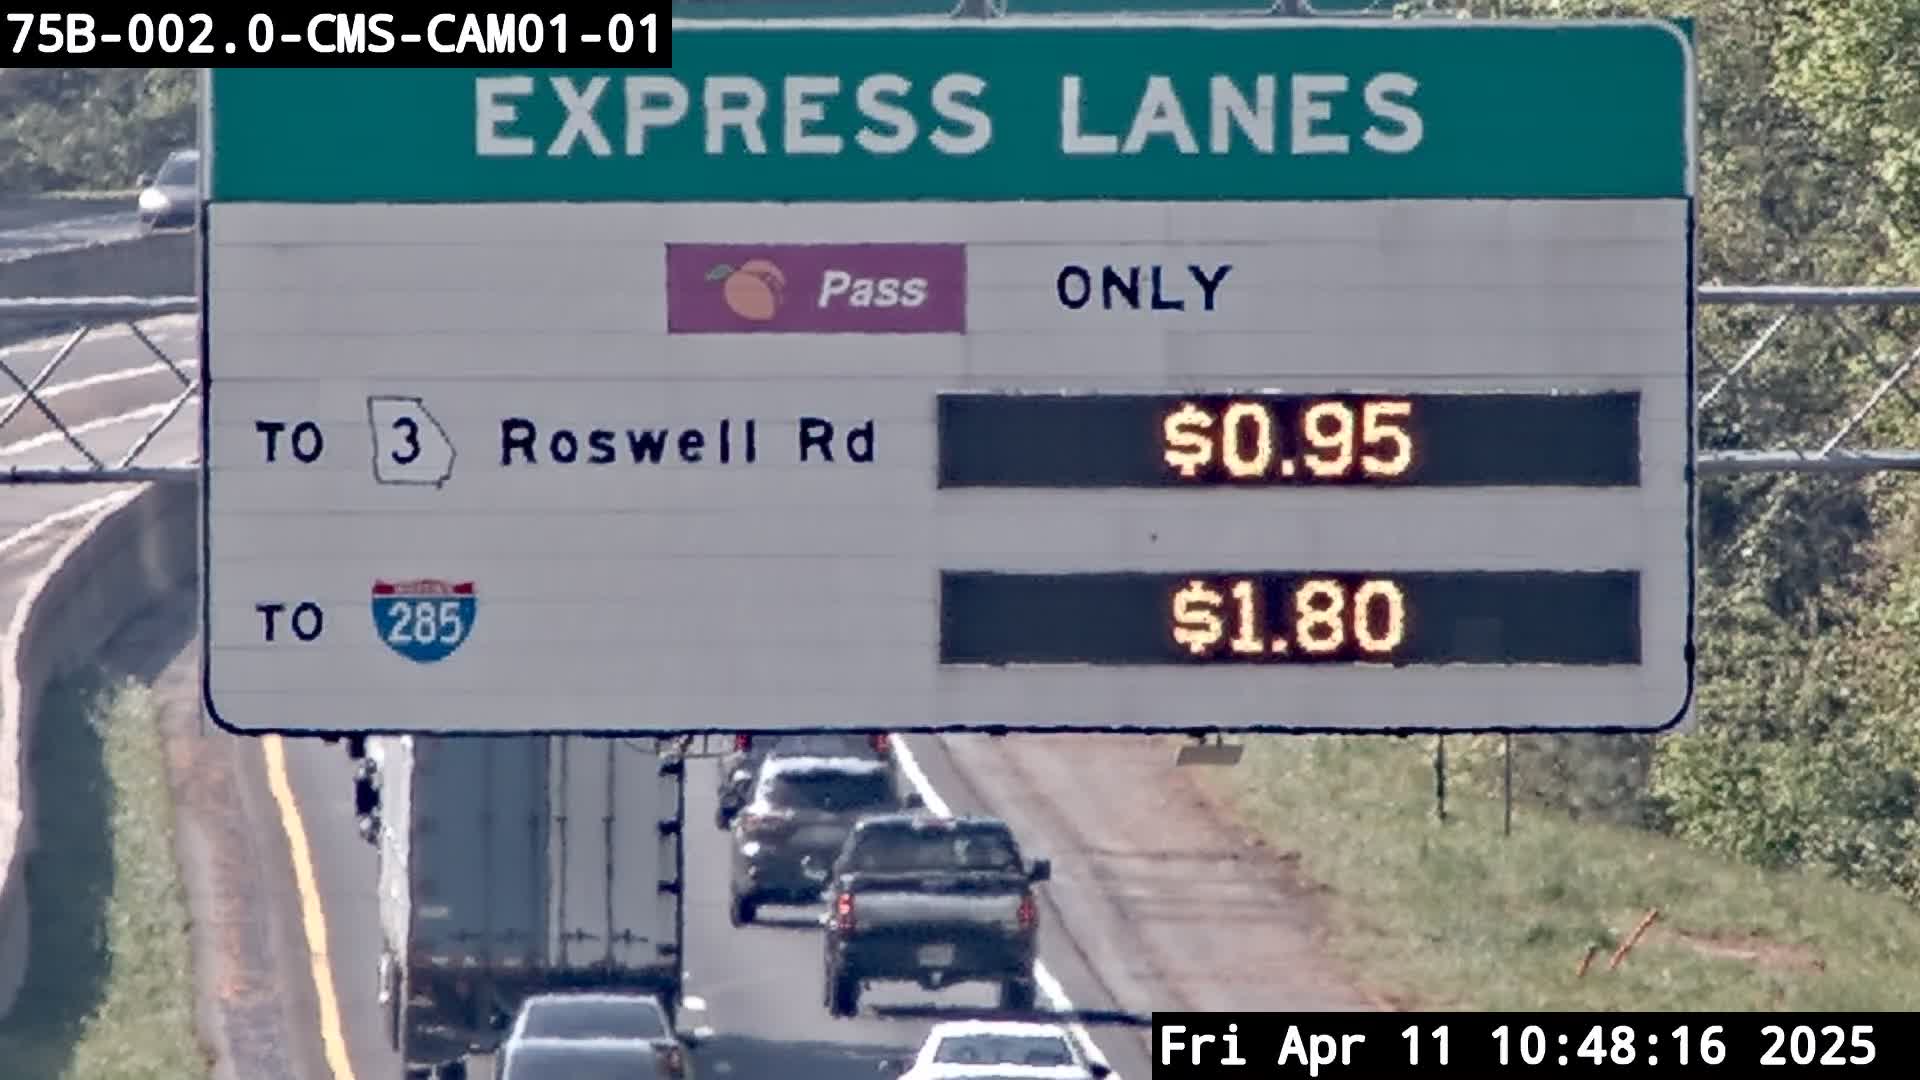 75B-002.0-CMS-CAM01-01
EXPRESS LANES
Pass ONLY
TO 3 Roswell Rd $0.95
TO 285 $1.80
Fri Apr 11 10:48:16 2025